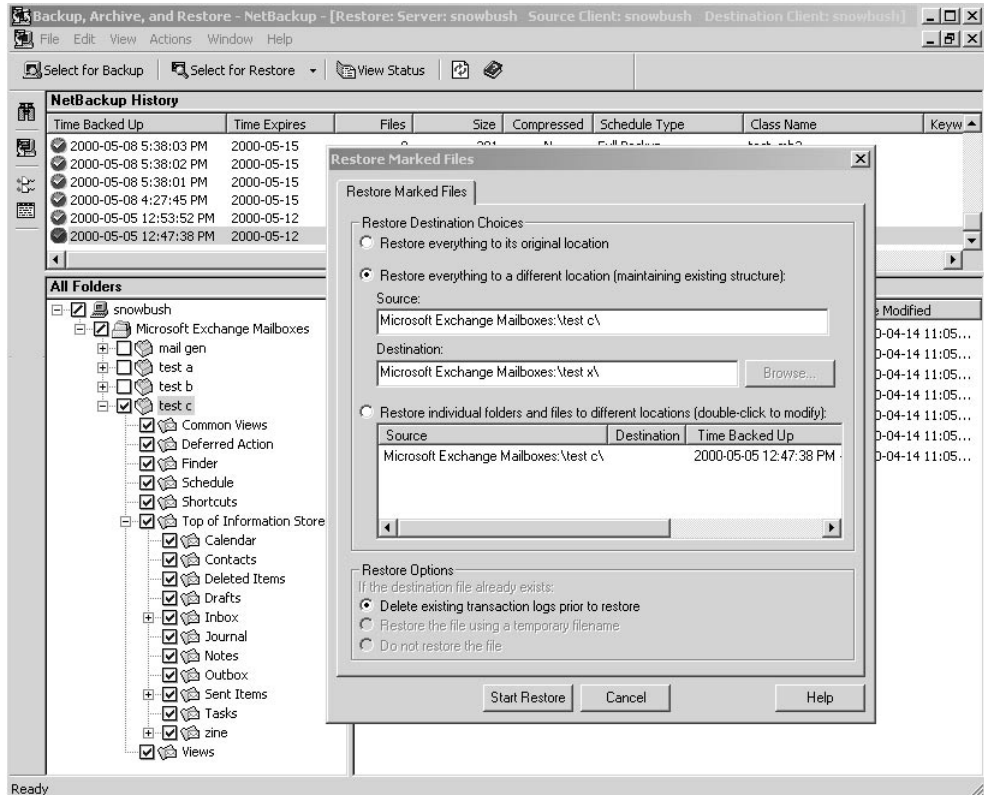 Backup, Archive, and Restore - NetBackup - [Restore: Server: snowbush Source Client: snowbush Destination Client: snowbush]
File Edit View Actions Window Help
Select for Backup Select for Restore View Status
NetBackup History
Time Backed Up Time Expires Files Size Compressed Schedule Type Class Name Keyw
2000-05-08 5:38:03 PM 2000-05-15
2000-05-08 5:38:02 PM 2000-05-15
2000-05-08 5:38:01 PM 2000-05-15
2000-05-08 4:27:45 PM 2000-05-15
2000-05-05 12:53:52 PM 2000-05-12
2000-05-05 12:47:38 PM 2000-05-12
All Folders
snowbush
Microsoft Exchange Mailboxes
mail gen
test a
test b
test c
Common Views
Deferred Action
Finder
Schedule
Shortcuts
Top of Information Store
Calendar
Contacts
Deleted Items
Drafts
Inbox
Journal
Notes
Outbox
Sent Items
Tasks
zine
Views
Restore Marked Files
Restore Marked Files
Restore Destination Choices
Restore everything to its original location
Restore everything to a different location (maintaining existing structure):
Source:
Microsoft Exchange Mailboxes:\test c\
Destination:
Microsoft Exchange Mailboxes:\test x\
Browse...
Restore individual folders and files to different locations (double-click to modify):
Source Destination Time Backed Up
Microsoft Exchange Mailboxes:\test c\ 2000-05-05 12:47:38 PM -
Restore Options
If the destination file already exists:
Delete existing transaction logs prior to restore
Restore the file using a temporary filename
Do not restore the file
Start Restore Cancel Help
Modified
0-04-14 11:05...
0-04-14 11:05...
0-04-14 11:05...
0-04-14 11:05...
0-04-14 11:05...
0-04-14 11:05...
0-04-14 11:05...
Ready